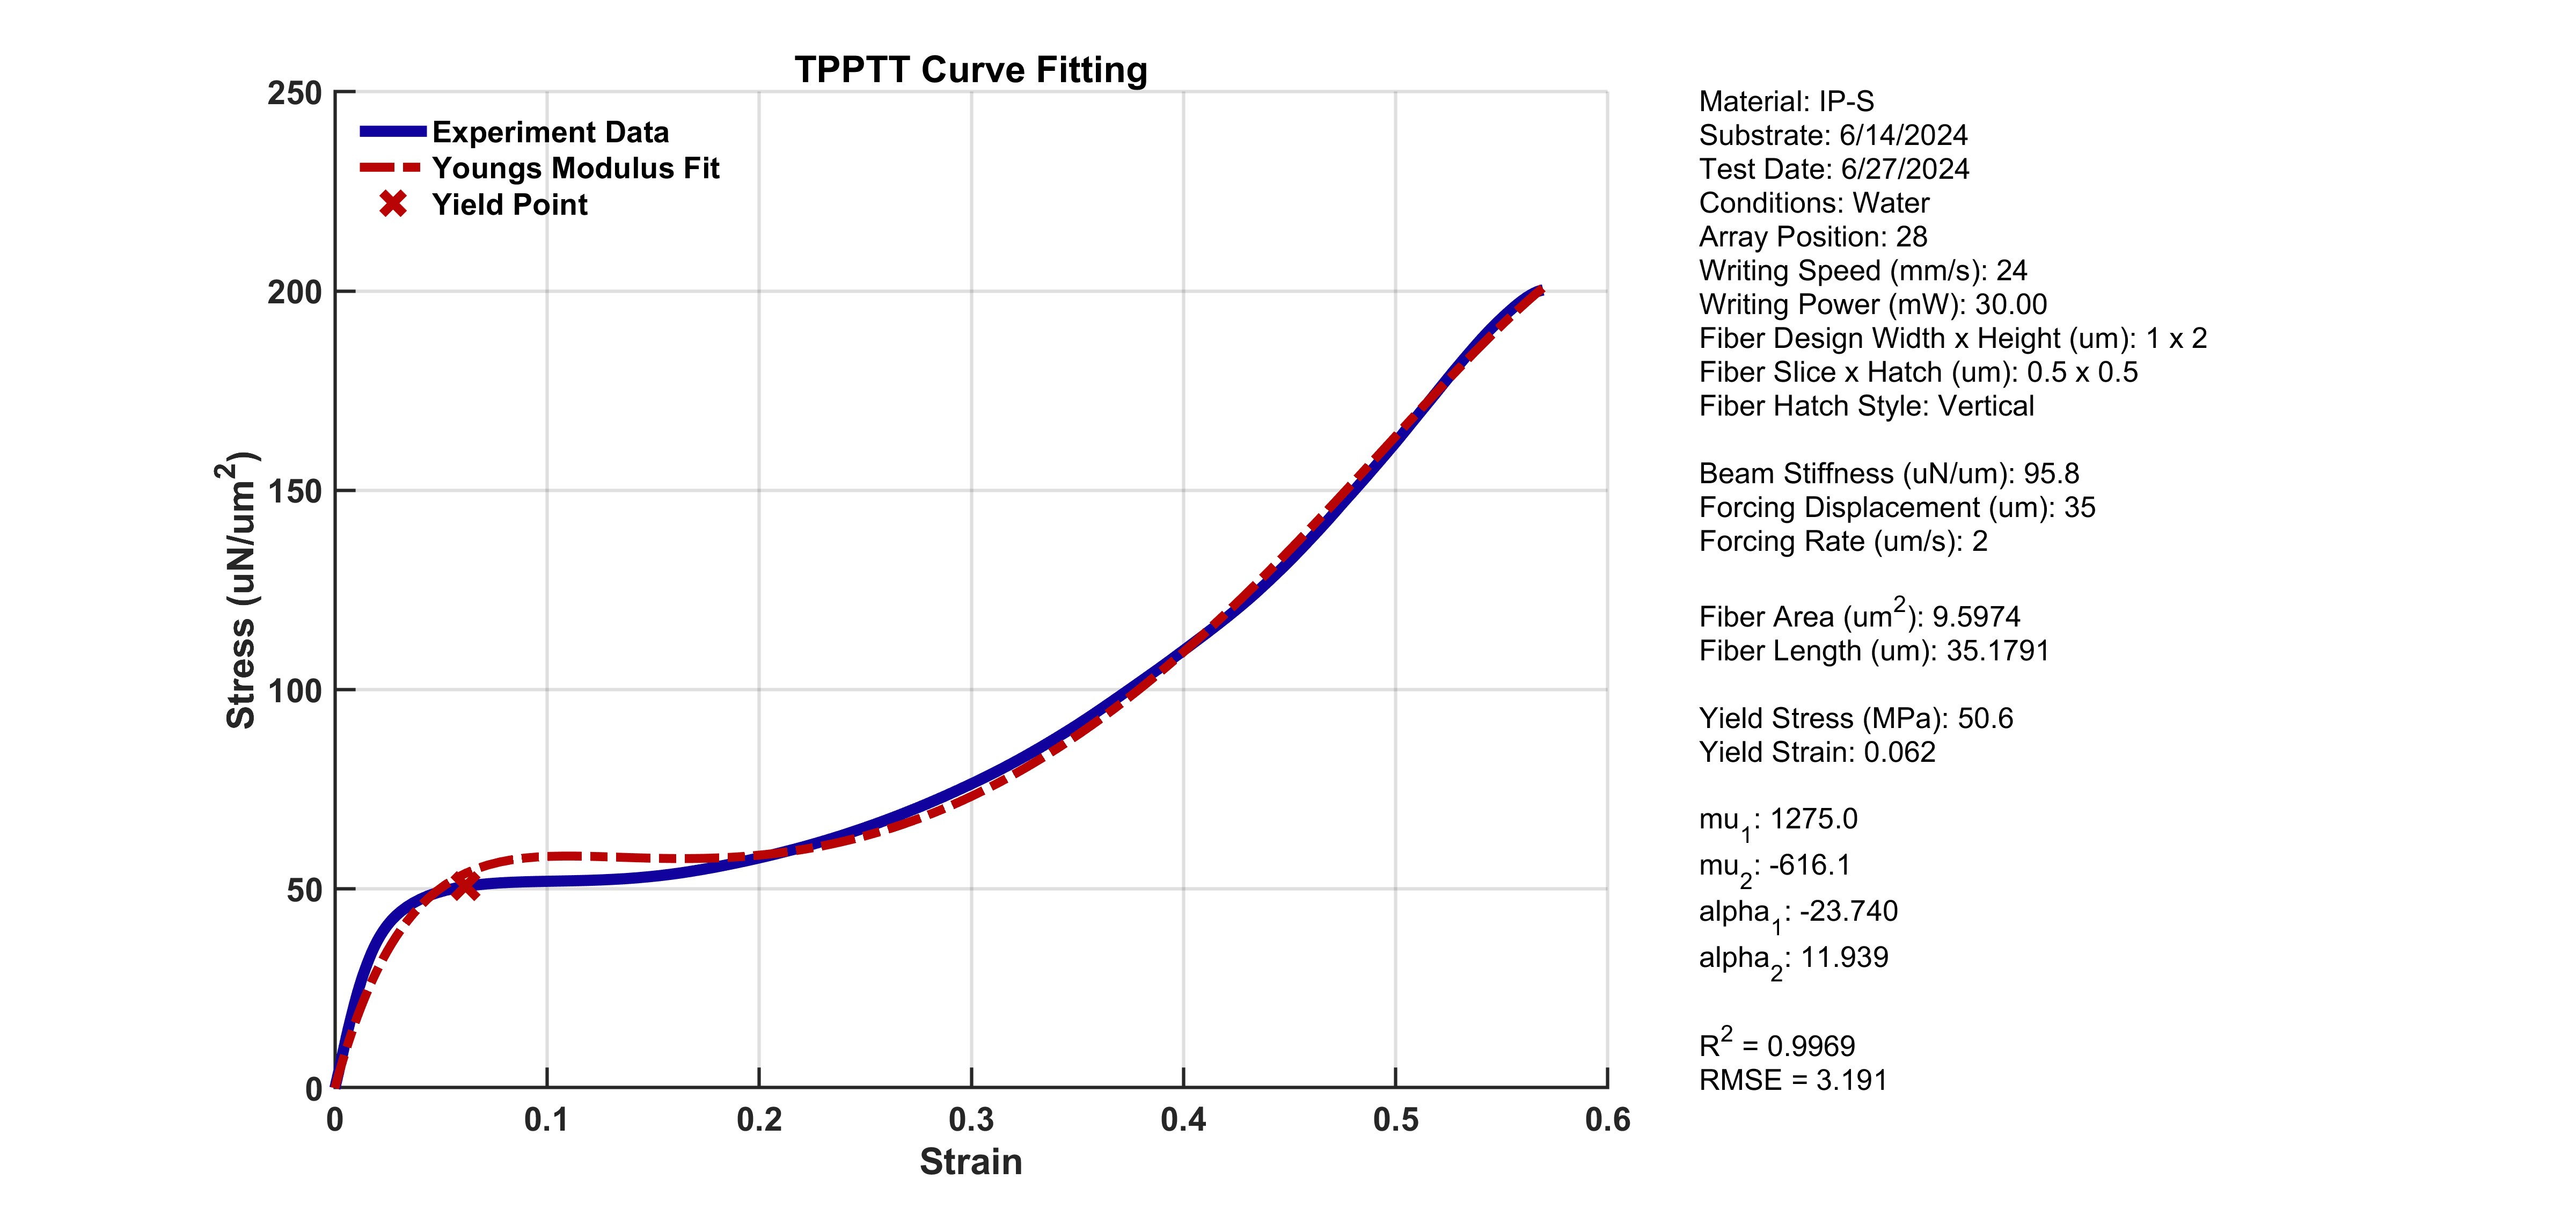 TPPTT Curve Fitting
250
200
150
100
50
0
Stress (uN/um²)
Experiment Data
Youngs Modulus Fit
Yield Point
0 0.1 0.2 0.3 0.4 0.5 0.6
Strain
Material: IP-S
Substrate: 6/14/2024
Test Date: 6/27/2024
Conditions: Water
Array Position: 28
Writing Speed (mm/s): 24
Writing Power (mW): 30.00
Fiber Design Width x Height (um): 1 x 2
Fiber Slice x Hatch (um): 0.5 x 0.5
Fiber Hatch Style: Vertical
Beam Stiffness (uN/um): 95.8
Forcing Displacement (um): 35
Forcing Rate (um/s): 2
Fiber Area (um²): 9.5974
Fiber Length (um): 35.1791
Yield Stress (MPa): 50.6
Yield Strain: 0.062
mu₁: 1275.0
mu₂: -616.1
alpha₁: -23.740
alpha₂: 11.939
R² = 0.9969
RMSE = 3.191